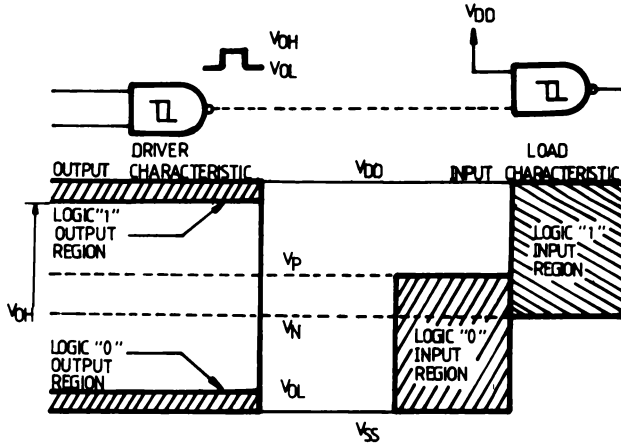 VOH
VOL
VDD
OUTPUT
DRIVER
CHARACTERISTIC
VDD
INPUT
LOAD
CHARACTERISTIC
LOGIC"1"
OUTPUT
REGION
VOH
VP
VN
LOGIC "1"
INPUT
REGION
LOGIC "0"
INPUT
REGION
LOGIC "0"
OUTPUT
REGION
VOL
VSS